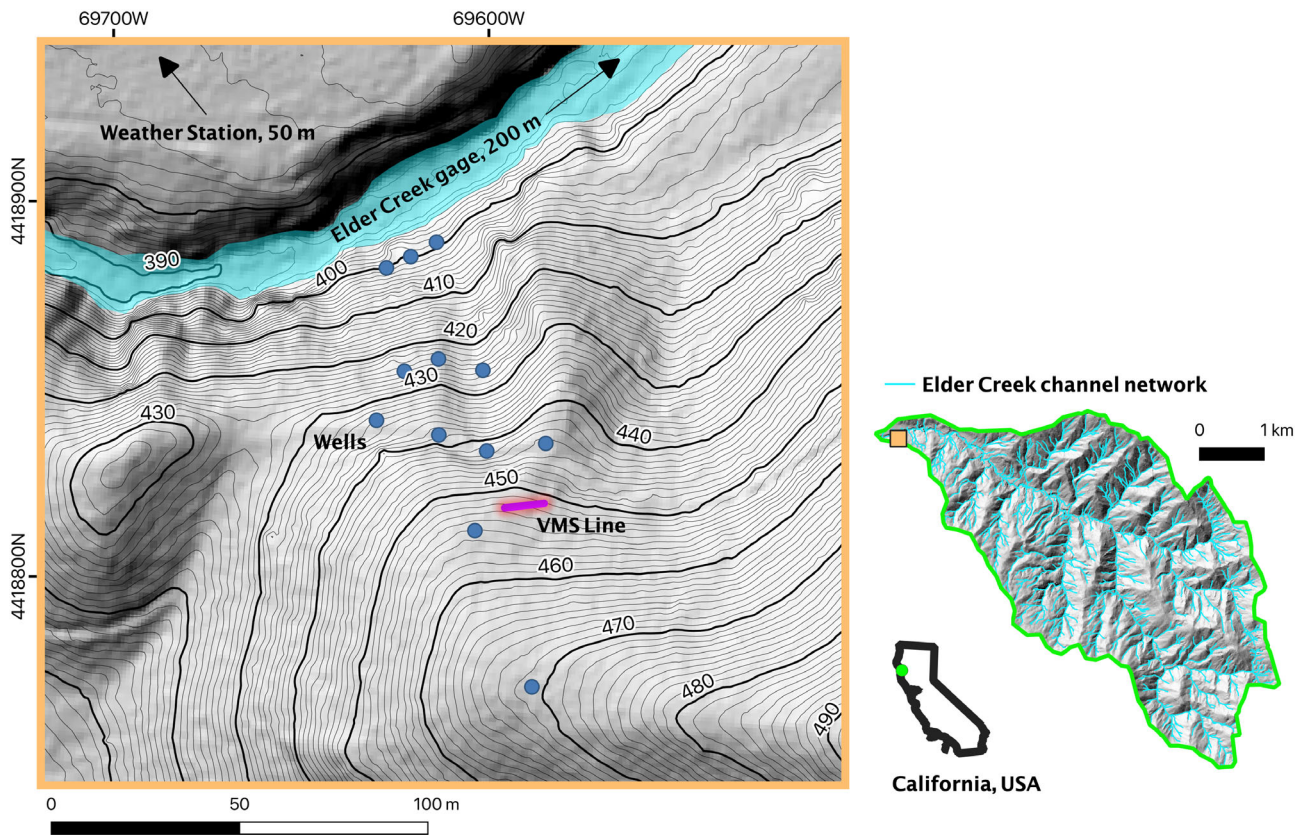 69700W
69600W
4418900N
4418800N
Weather Station, 50 m
Elder Creek gage, 200 m
390
400
410
420
430
430
440
Wells
450
VMS Line
460
470
480
490
0
50
100 m
Elder Creek channel network
0
1 km
California, USA